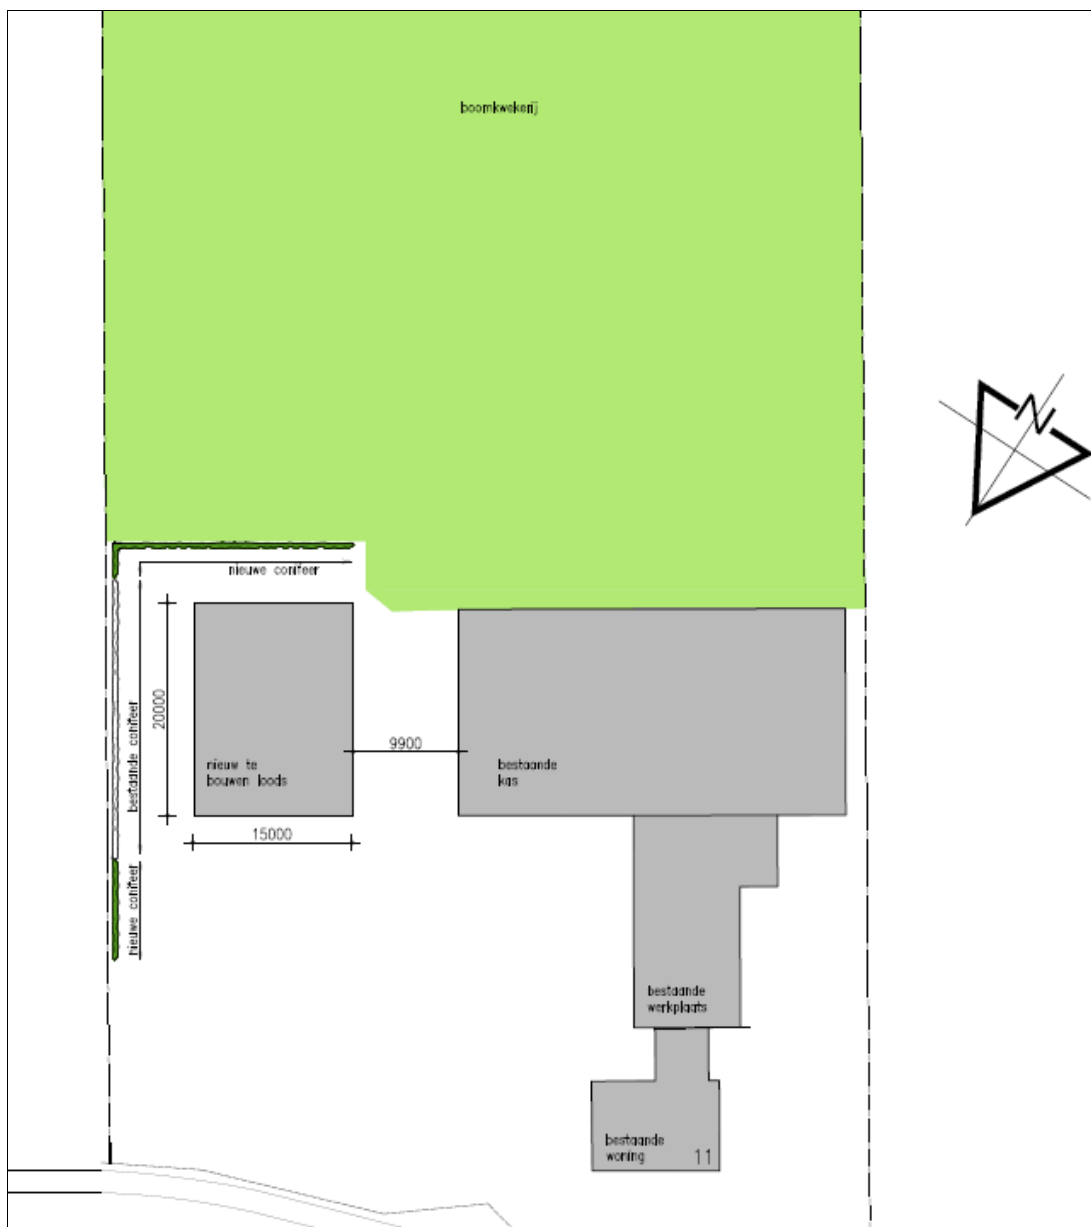 boomkwekerij
N
nieuwe conifeer
20000
bestaande conifeer
9900
nieuw te
bouwen loods
bestaande
kas
15000
nieuwe conifeer
bestaande
werkplaats
bestaande
woning
11